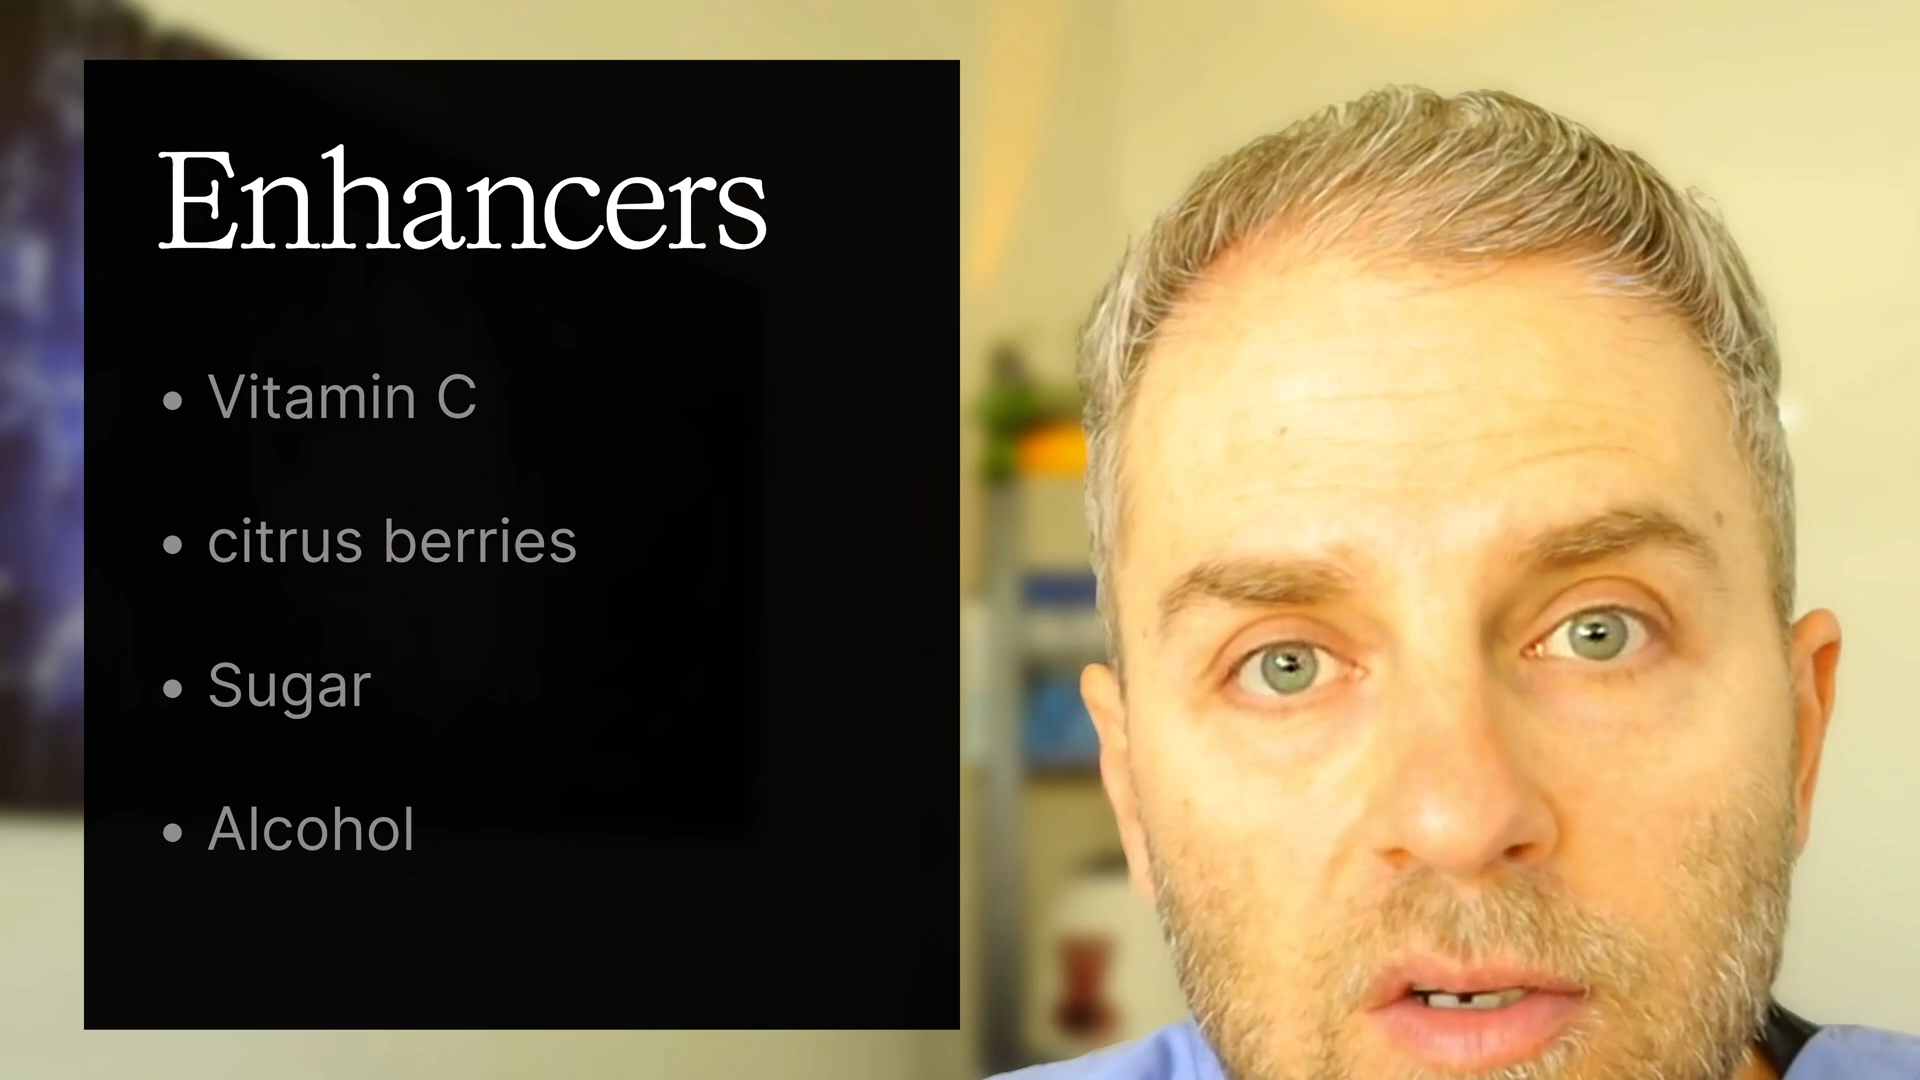 Enhancers
• Vitamin C
• citrus berries
• Sugar
• Alcohol